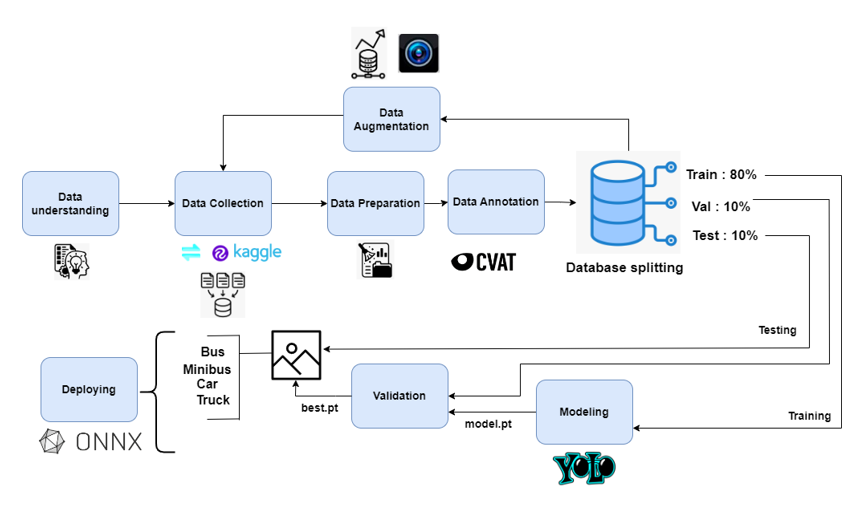 Data
Augmentation
Data
understanding
Data Collection
Data Preparation
Data Annotation
Train : 80%
Val : 10%
Test : 10%
kaggle
CVAT
Database splitting
Testing
Bus
Minibus
Car
Truck
Deploying
ONNX
best.pt
Validation
model.pt
Modeling
Training
YOLO